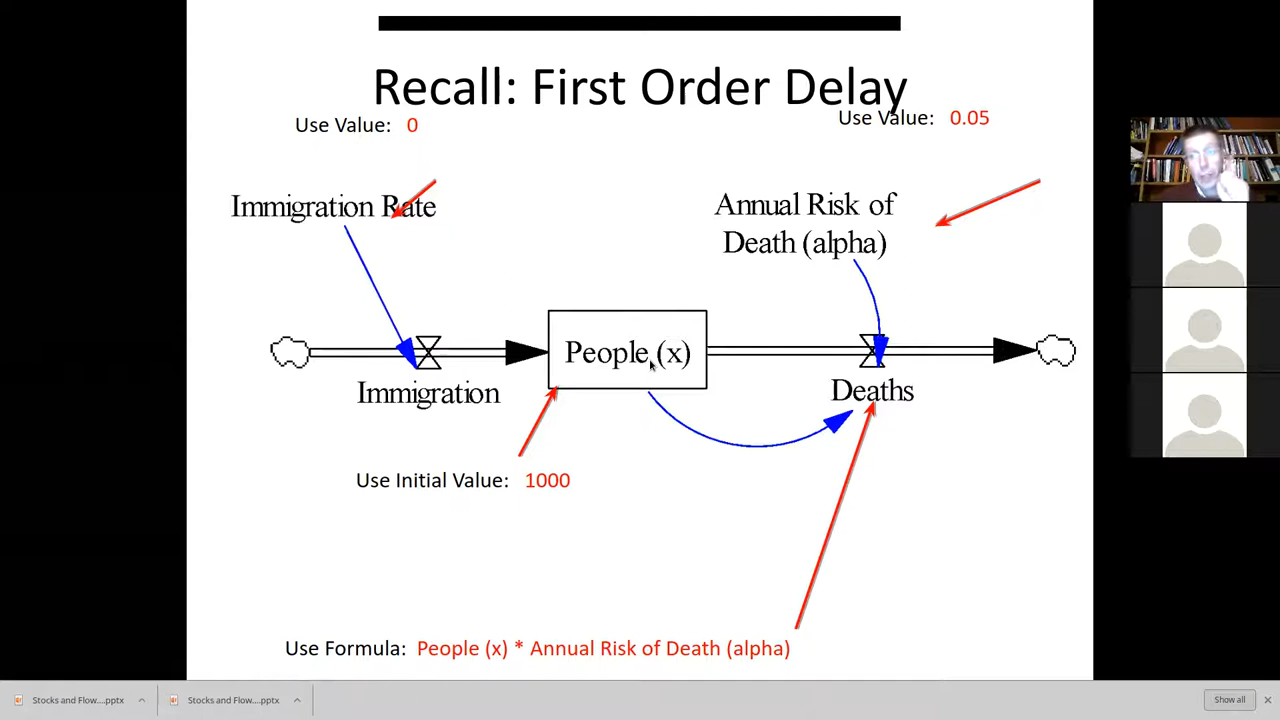 Recall: First Order Delay
Use Value: 0
Use Value: 0.05
Immigration Rate
Annual Risk of
Death (alpha)
People (x)
Immigration
Deaths
Use Initial Value: 1000
Use Formula: People (x) * Annual Risk of Death (alpha)
Stocks and Flow....pptx
Stocks and Flow....pptx
Show all